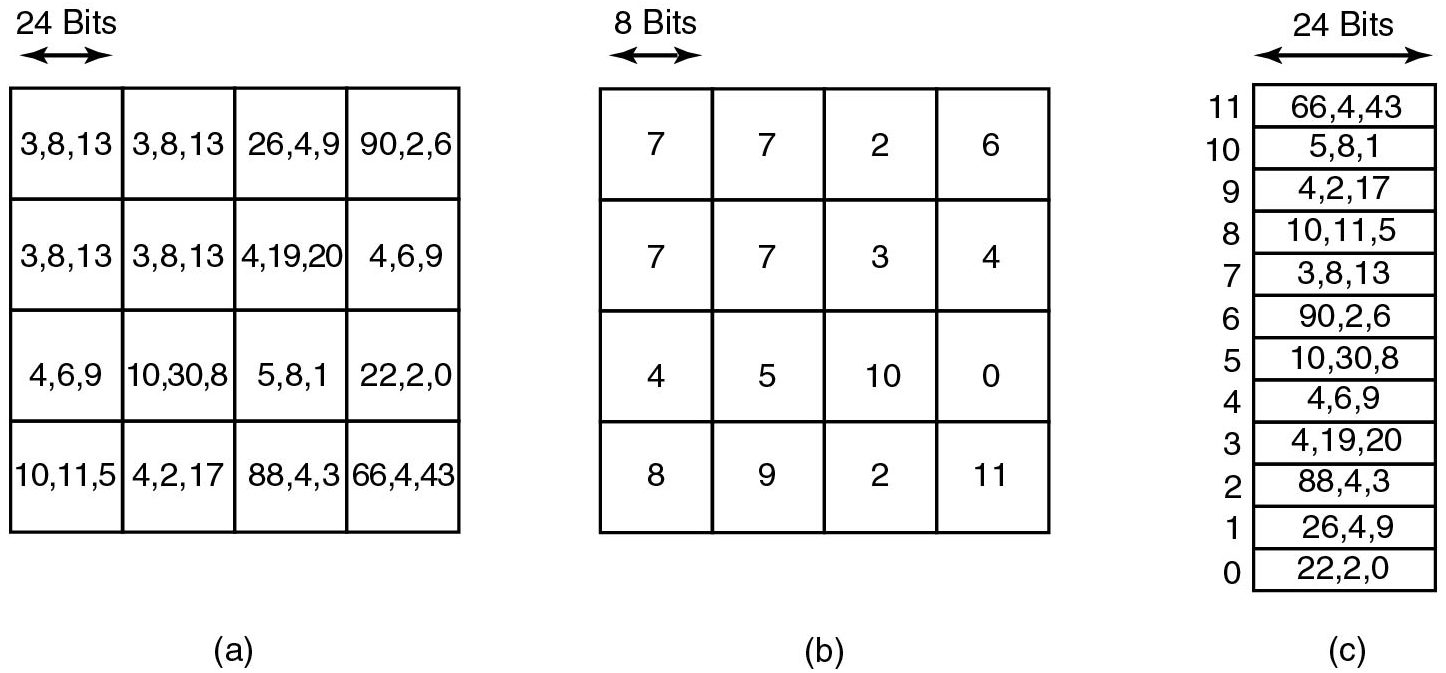 24 Bits
3,8,13 3,8,13 26,4,9 90,2,6
3,8,13 3,8,13 4,19,20 4,6,9
4,6,9 10,30,8 5,8,1 22,2,0
10,11,5 4,2,17 88,4,3 66,4,43
(a)
8 Bits
7 7 2 6
7 7 3 4
4 5 10 0
8 9 2 11
(b)
24 Bits
11 66,4,43
10 5,8,1
9 4,2,17
8 10,11,5
7 3,8,13
6 90,2,6
5 10,30,8
4 4,6,9
3 4,19,20
2 88,4,3
1 26,4,9
0 22,2,0
(c)